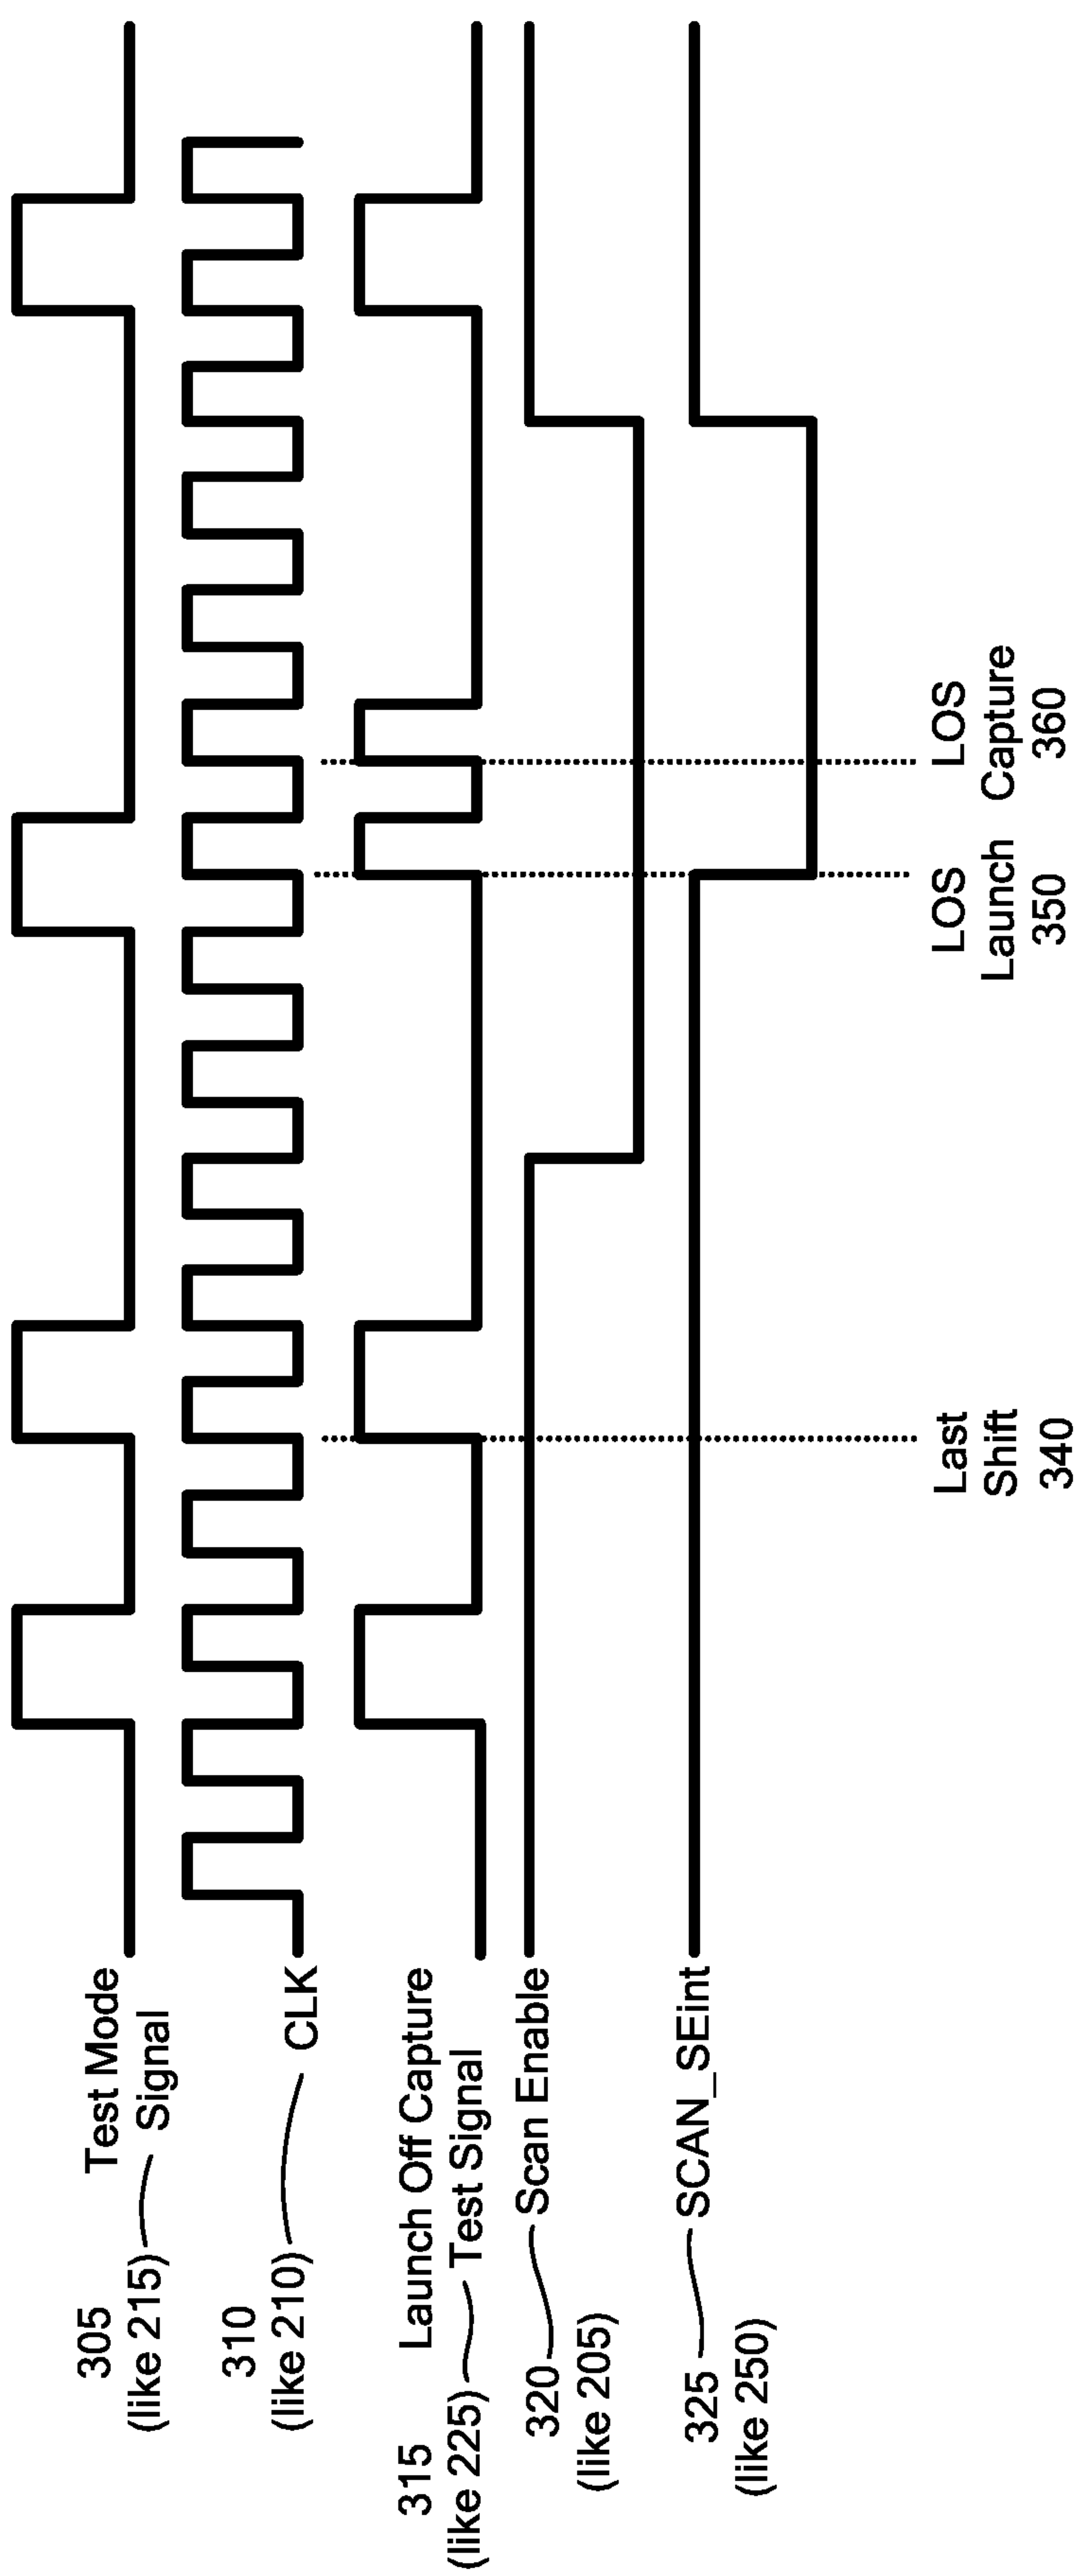 Test Mode
Signal
305
(like 215)
CLK
310
(like 210)
Launch Off Capture
Test Signal
315
(like 225)
Scan Enable
320
(like 205)
SCAN_SEint
325
(like 250)
Last
Shift
340
LOS
Launch
350
LOS
Capture
360